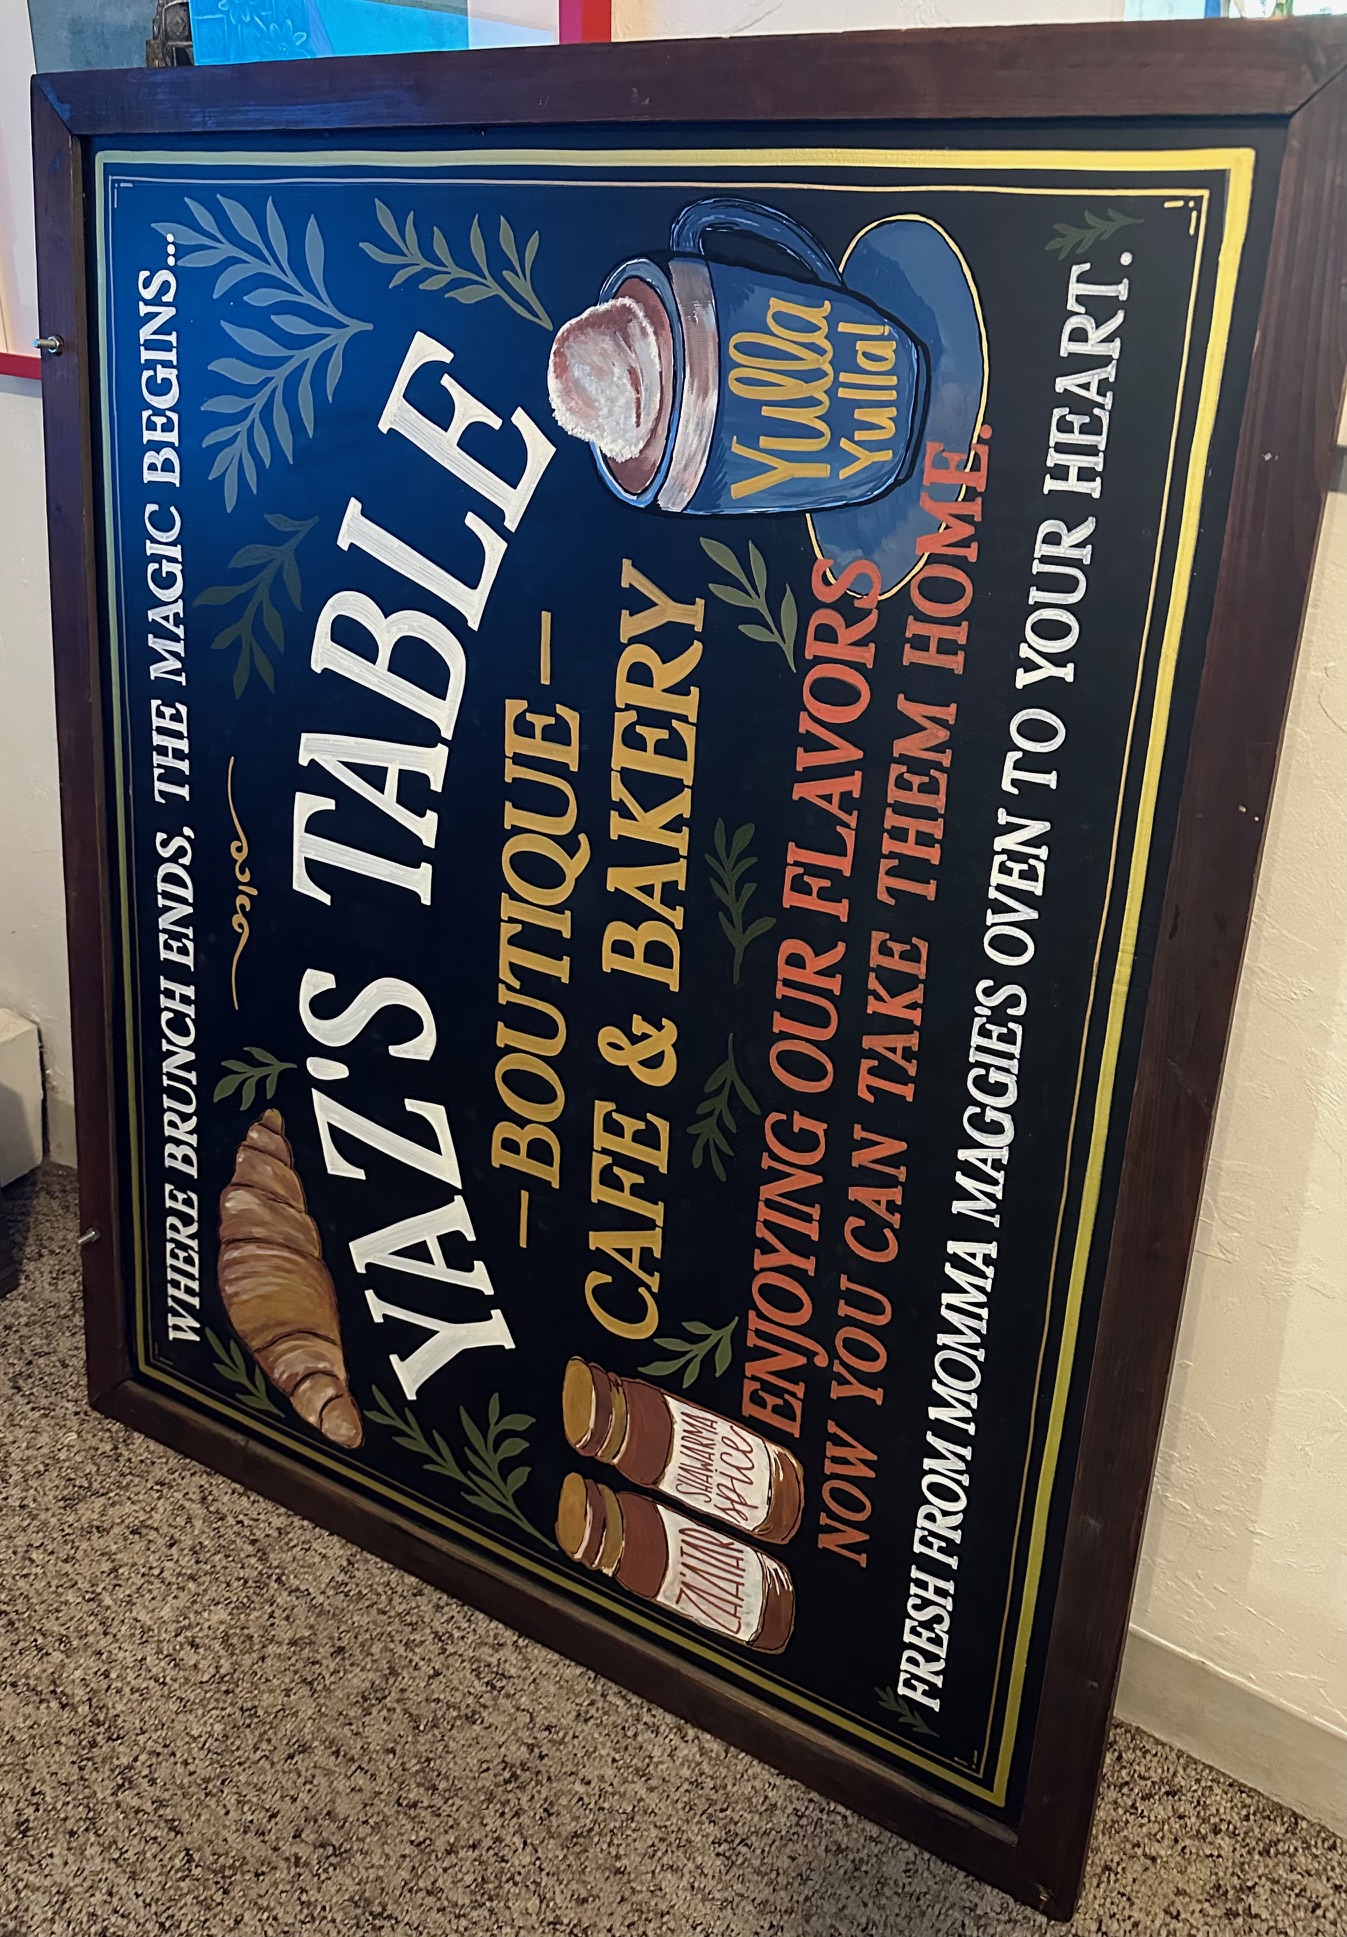 WHERE BRUNCH ENDS, THE MAGIC BEGINS...
YAZ'S TABLE
-BOUTIQUE-
CAFE & BAKERY
Yulla
Yulla!
SHAWARMA
spice
ZAATAR
ENJOYING OUR FLAVORS
NOW YOU CAN TAKE THEM HOME.
FRESH FROM MOMMA MAGGIE'S OVEN TO YOUR HEART.